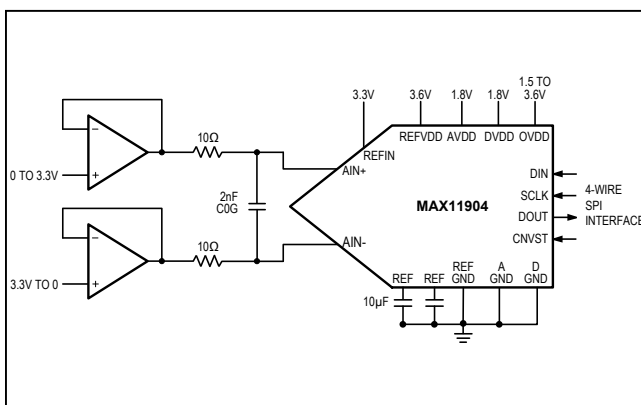 3.3V
3.6V
1.8V
1.8V
1.5 TO
3.6V
REFIN
REFVDD
AVDD
DVDD
OVDD
−
+
0 TO 3.3V
10Ω
AIN+
2nF
C0G
MAX11904
DIN
SCLK
DOUT
CNVST
4-WIRE
SPI
INTERFACE
−
+
3.3V TO 0
10Ω
AIN-
REF
REF
REF
GND
A
GND
D
GND
10µF